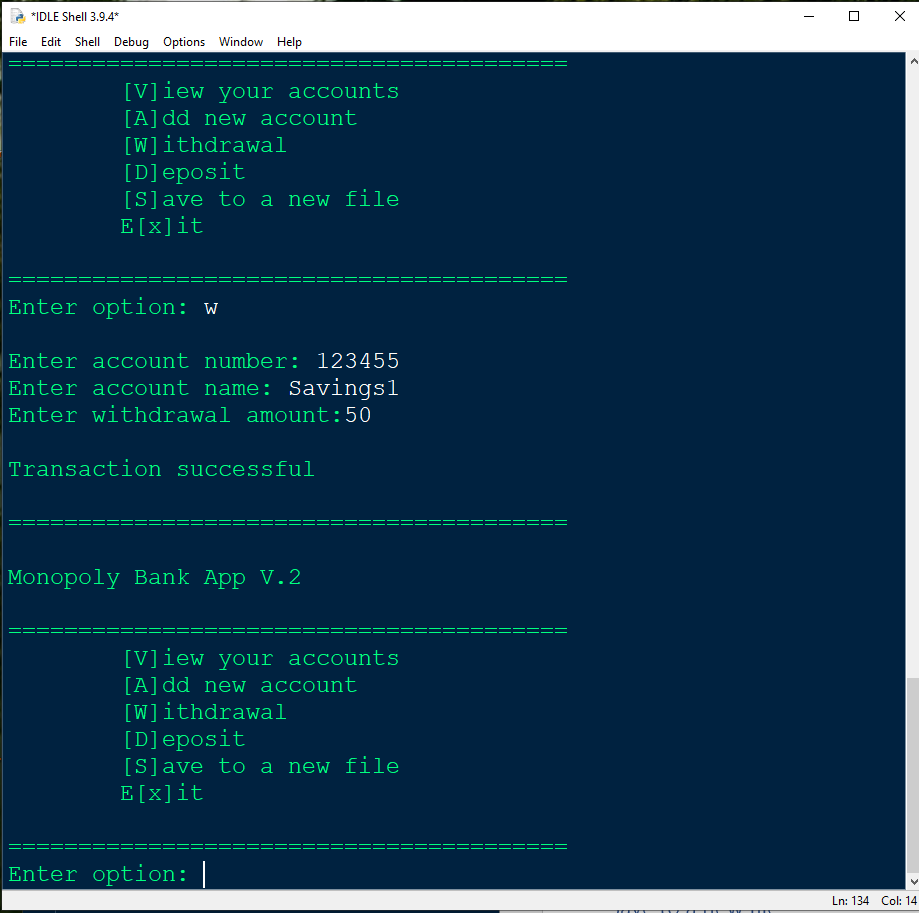 *IDLE Shell 3.9.4*
File Edit Shell Debug Options Window Help
========================================
[V]iew your accounts
[A]dd new account
[W]ithdrawal
[D]eposit
[S]ave to a new file
E[x]it
========================================
Enter option: w
Enter account number: 123455
Enter account name: Savings1
Enter withdrawal amount:50
Transaction successful
========================================
Monopoly Bank App V.2
========================================
[V]iew your accounts
[A]dd new account
[W]ithdrawal
[D]eposit
[S]ave to a new file
E[x]it
========================================
Enter option:
Ln: 134 Col: 14